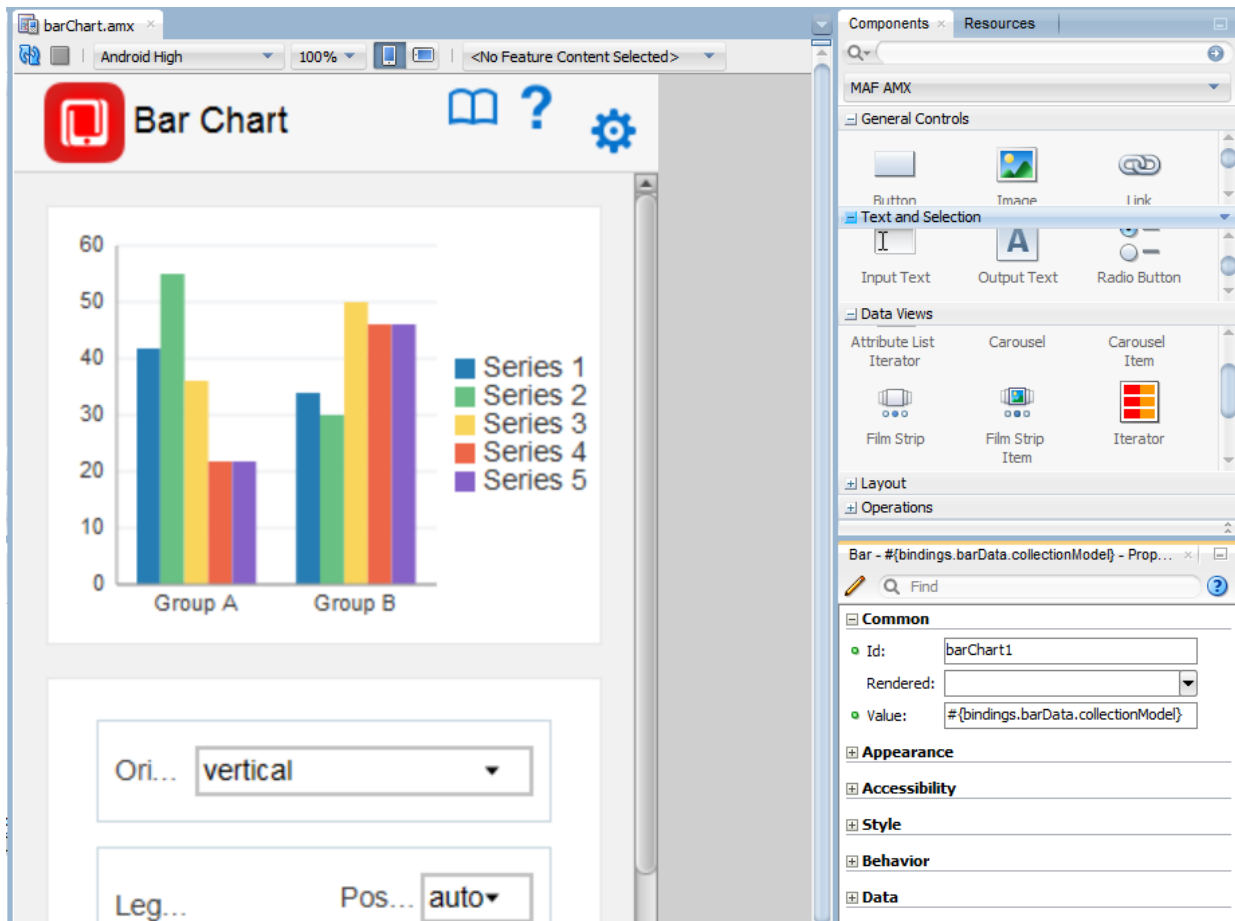 barChart.amx
Components
Resources
Android High
100%
<No Feature Content Selected>
MAF AMX
Bar Chart
?
General Controls
Button
Image
Link
Text and Selection
A
Input Text
Output Text
Radio Button
Data Views
Attribute List
Iterator
Carousel
Carousel
Item
Film Strip
Film Strip
Item
Iterator
Layout
Operations
60
50
40
30
20
10
0
Group A
Group B
Series 1
Series 2
Series 3
Series 4
Series 5
Bar - #{bindings.barData.collectionModel} - Prop...
Find
?
Common
Id:
barChart1
Rendered:
Value:
#{bindings.barData.collectionModel}
Appearance
Accessibility
Style
Behavior
Data
Ori...
vertical
Leg...
Pos...
auto